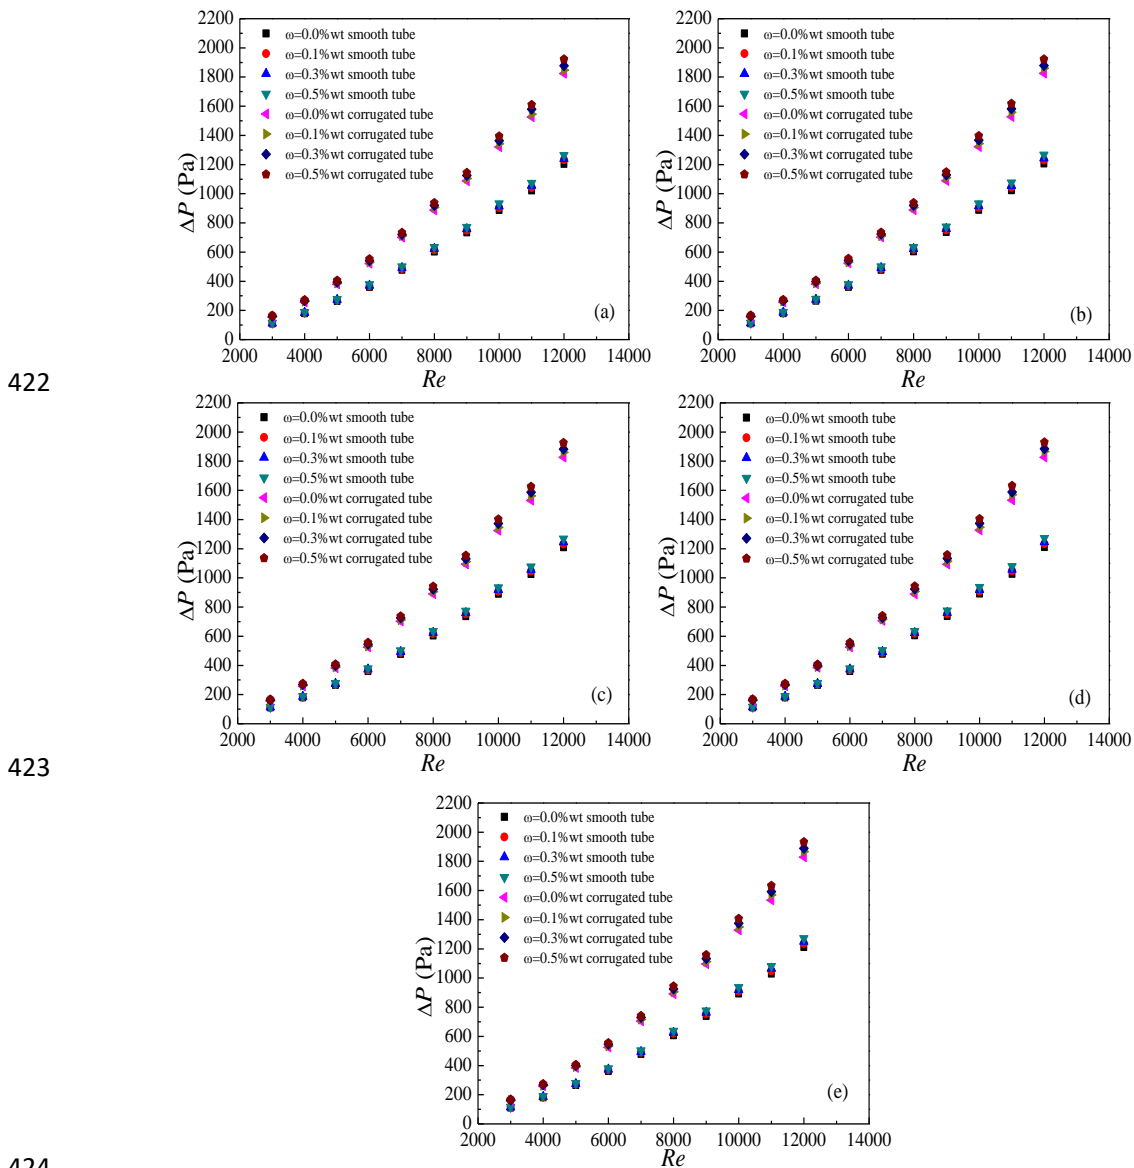 2200
2000
1800
1600
1400
1200
1000
800
600
400
200
0
ΔP (Pa)
ω=0.0%wt smooth tube
ω=0.1%wt smooth tube
ω=0.3%wt smooth tube
ω=0.5%wt smooth tube
ω=0.0%wt corrugated tube
ω=0.1%wt corrugated tube
ω=0.3%wt corrugated tube
ω=0.5%wt corrugated tube
(a)
2000 4000 6000 8000 10000 12000 14000
Re
2200
2000
1800
1600
1400
1200
1000
800
600
400
200
0
ΔP (Pa)
ω=0.0%wt smooth tube
ω=0.1%wt smooth tube
ω=0.3%wt smooth tube
ω=0.5%wt smooth tube
ω=0.0%wt corrugated tube
ω=0.1%wt corrugated tube
ω=0.3%wt corrugated tube
ω=0.5%wt corrugated tube
(b)
2000 4000 6000 8000 10000 12000 14000
Re
422
2200
2000
1800
1600
1400
1200
1000
800
600
400
200
0
ΔP (Pa)
ω=0.0%wt smooth tube
ω=0.1%wt smooth tube
ω=0.3%wt smooth tube
ω=0.5%wt smooth tube
ω=0.0%wt corrugated tube
ω=0.1%wt corrugated tube
ω=0.3%wt corrugated tube
ω=0.5%wt corrugated tube
(c)
2000 4000 6000 8000 10000 12000 14000
Re
2200
2000
1800
1600
1400
1200
1000
800
600
400
200
0
ΔP (Pa)
ω=0.0%wt smooth tube
ω=0.1%wt smooth tube
ω=0.3%wt smooth tube
ω=0.5%wt smooth tube
ω=0.0%wt corrugated tube
ω=0.1%wt corrugated tube
ω=0.3%wt corrugated tube
ω=0.5%wt corrugated tube
(d)
2000 4000 6000 8000 10000 12000 14000
Re
423
2200
2000
1800
1600
1400
1200
1000
800
600
400
200
0
ΔP (Pa)
ω=0.0%wt smooth tube
ω=0.1%wt smooth tube
ω=0.3%wt smooth tube
ω=0.5%wt smooth tube
ω=0.0%wt corrugated tube
ω=0.1%wt corrugated tube
ω=0.3%wt corrugated tube
ω=0.5%wt corrugated tube
(e)
2000 4000 6000 8000 10000 12000 14000
Re
424